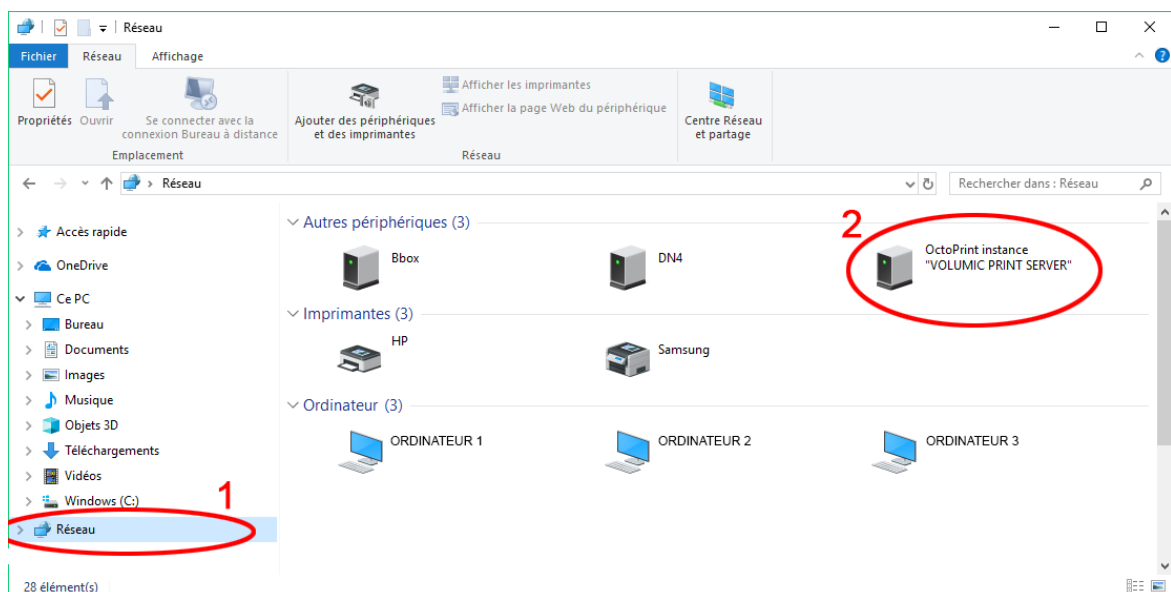 Réseau
Fichier
Réseau
Affichage
Propriétés
Ouvrir
Se connecter avec la
connexion Bureau à distance
Ajouter des périphériques
et des imprimantes
Afficher les imprimantes
Afficher la page Web du périphérique
Centre Réseau
et partage
Emplacement
Réseau
Réseau
Rechercher dans : Réseau
Accès rapide
OneDrive
Ce PC
Bureau
Documents
Images
Musique
Objets 3D
Téléchargements
Vidéos
Windows (C:)
1
Réseau
Autres périphériques (3)
Bbox
DN4
2
OctoPrint instance
"VOLUMIC PRINT SERVER"
Imprimantes (3)
HP
Samsung
Ordinateur (3)
ORDINATEUR 1
ORDINATEUR 2
ORDINATEUR 3
28 élément(s)